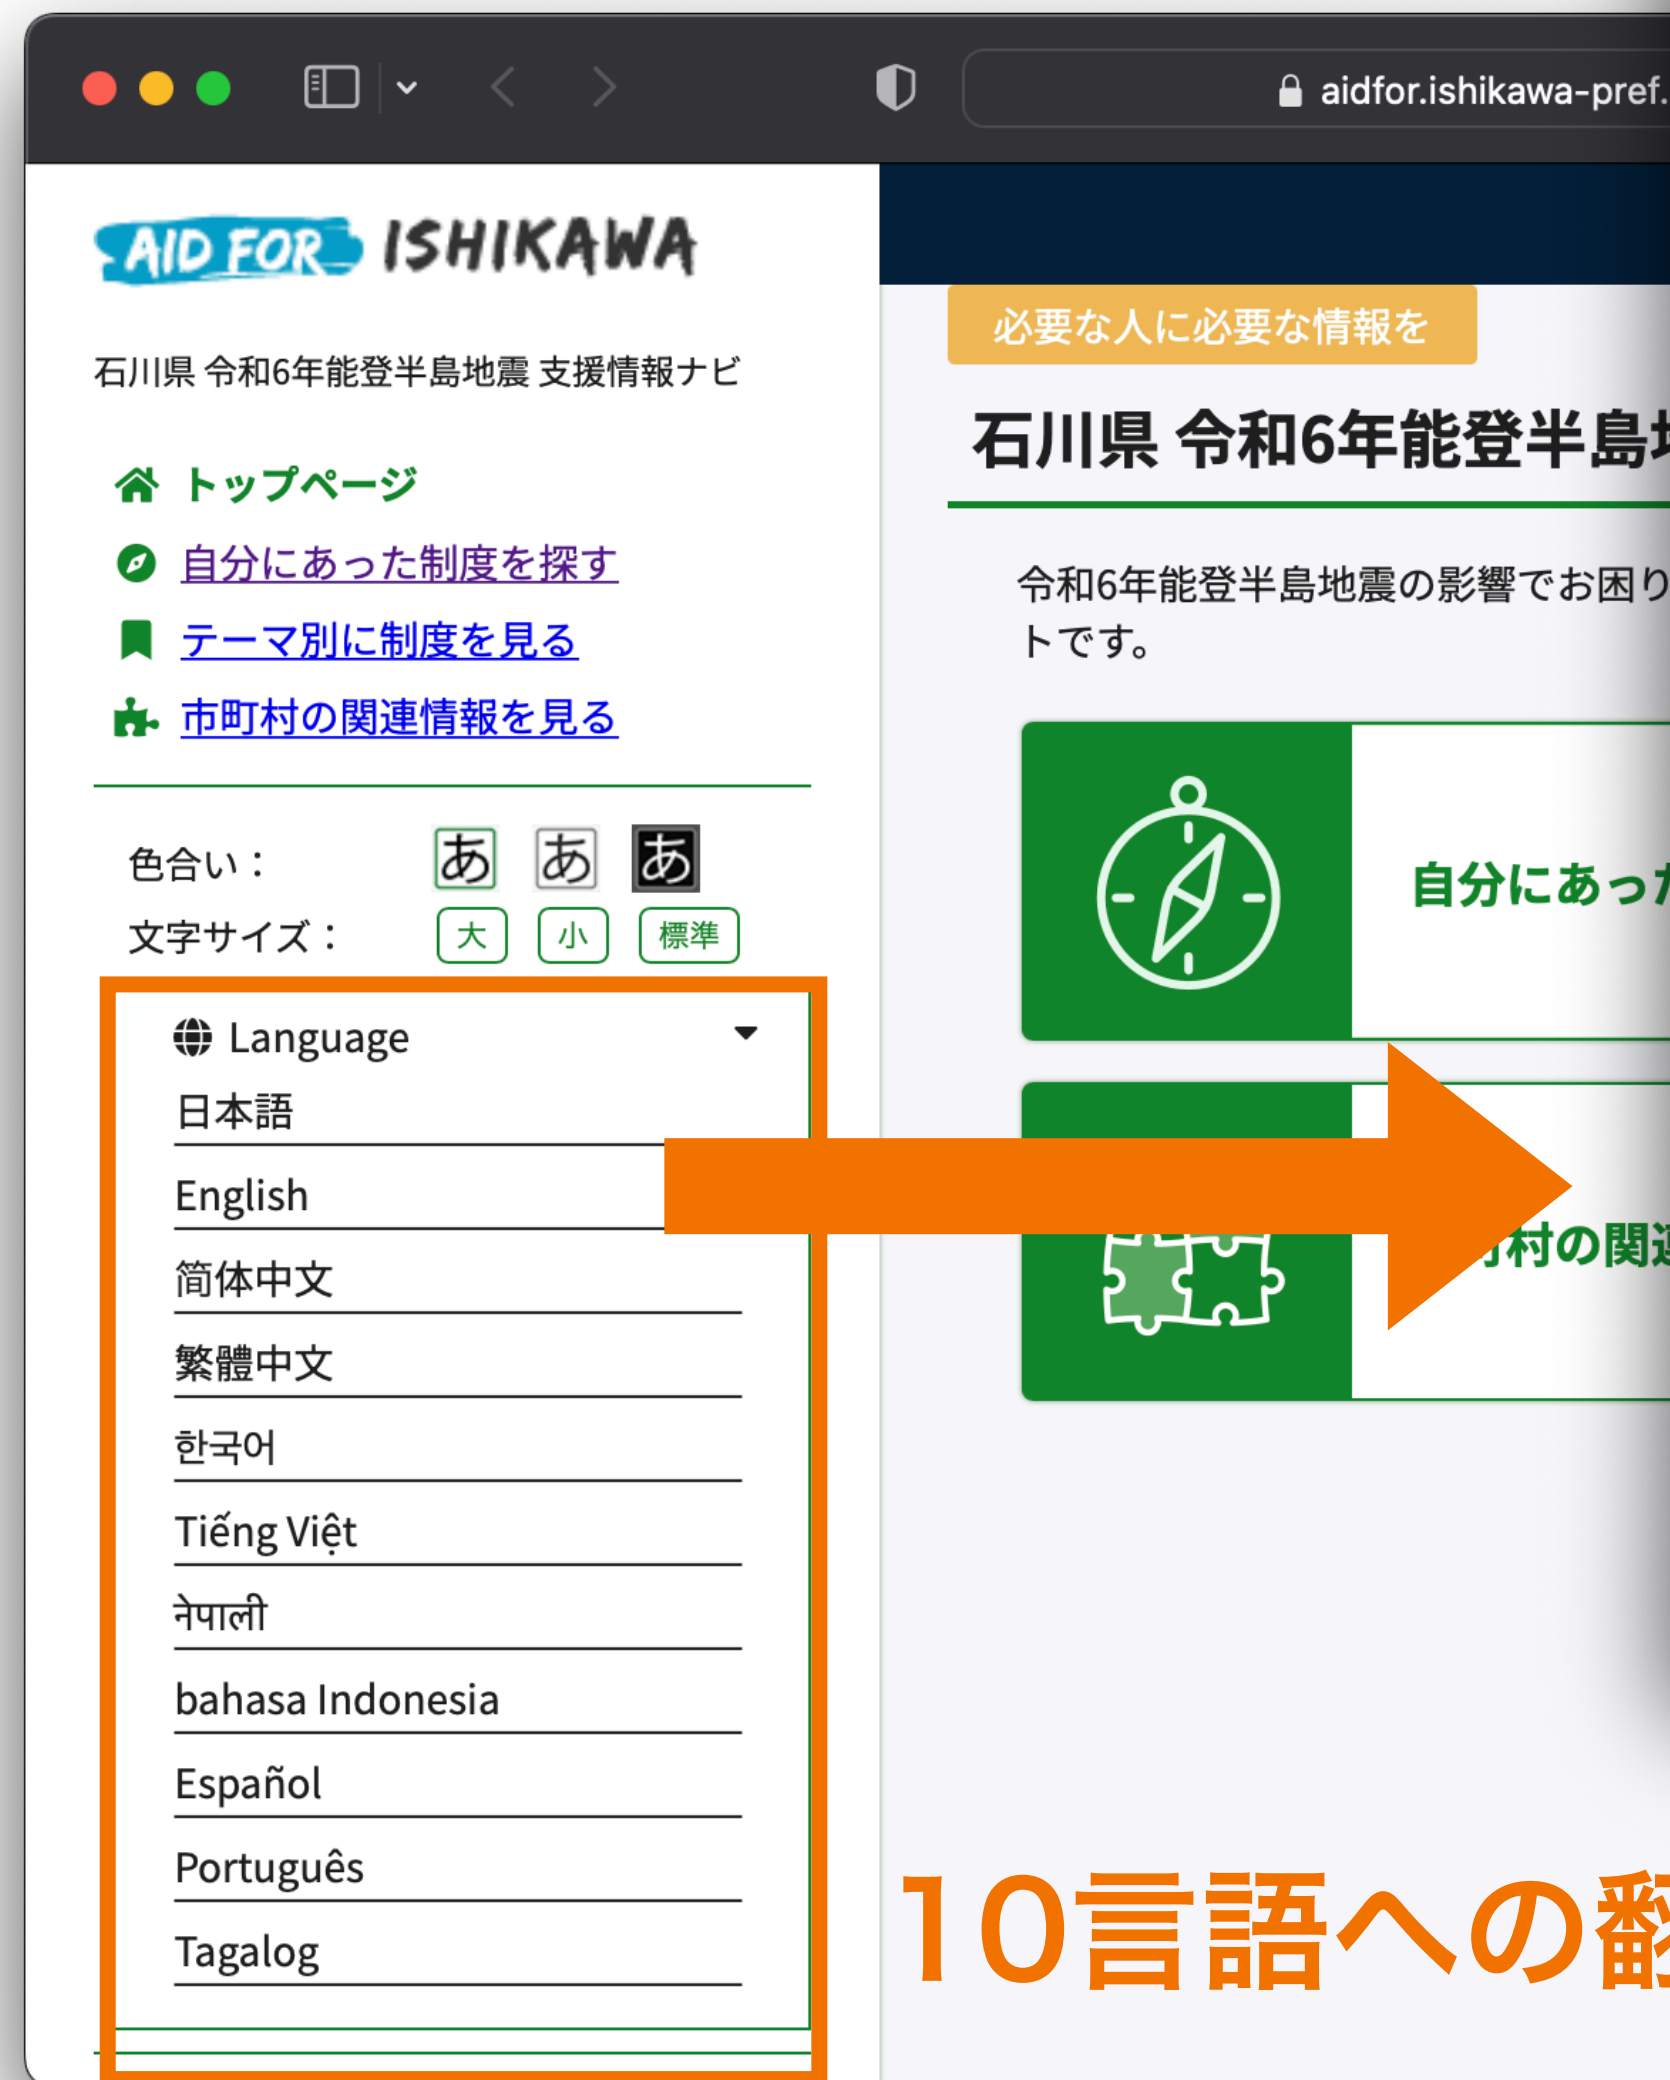 aidfor.ishikawa-pref.
AID FOR ISHIKAWA
石川県 令和6年能登半島地震 支援情報ナビ
トップページ
自分にあった制度を探す
テーマ別に制度を見る
市町村の関連情報を見る
色合い： あ あ あ
文字サイズ： 大 小 標準
Language
日本語
English
简体中文
繁體中文
한국어
Tiếng Việt
नेपाली
bahasa Indonesia
Español
Português
Tagalog
必要な人に必要な情報を
石川県 令和6年能登半島
令和6年能登半島地震の影響でお困り
トです。
自分にあった
村の関連
10言語への翻